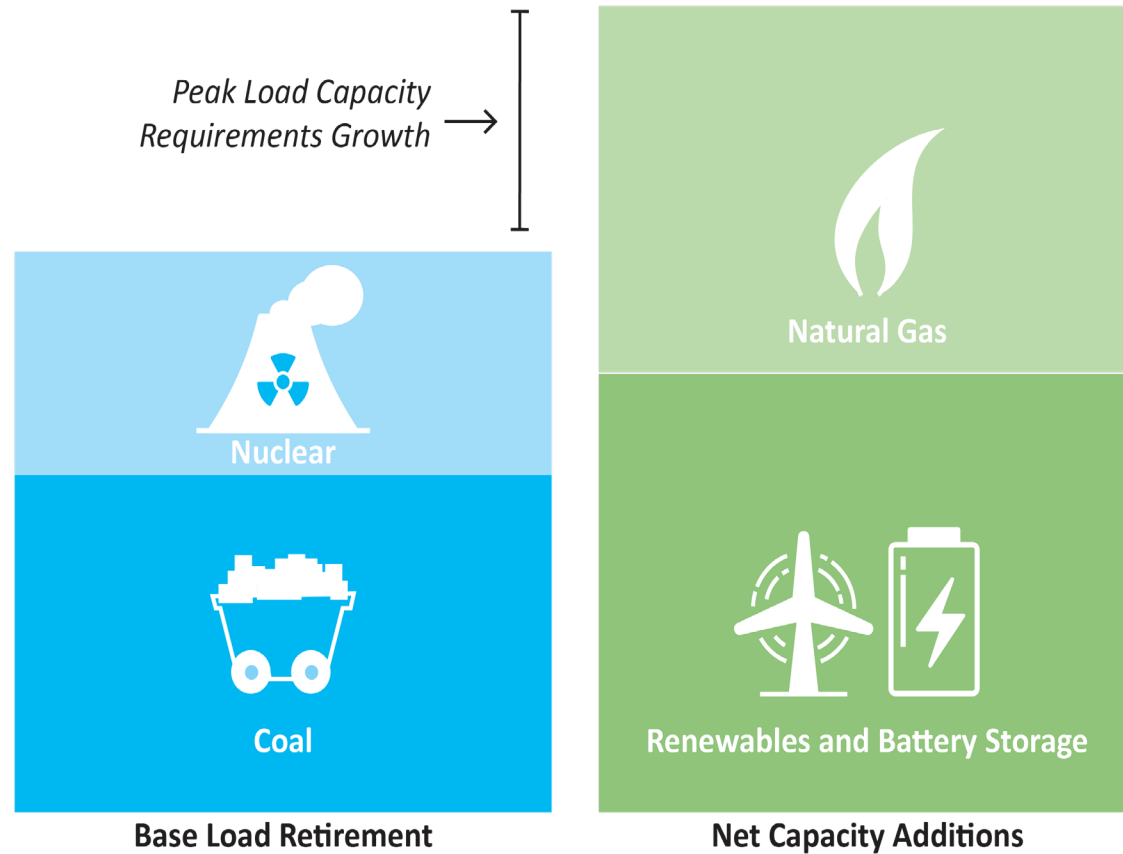 Peak Load Capacity
Requirements Growth
Nuclear
Coal
Base Load Retirement
Natural Gas
Renewables and Battery Storage
Net Capacity Additions